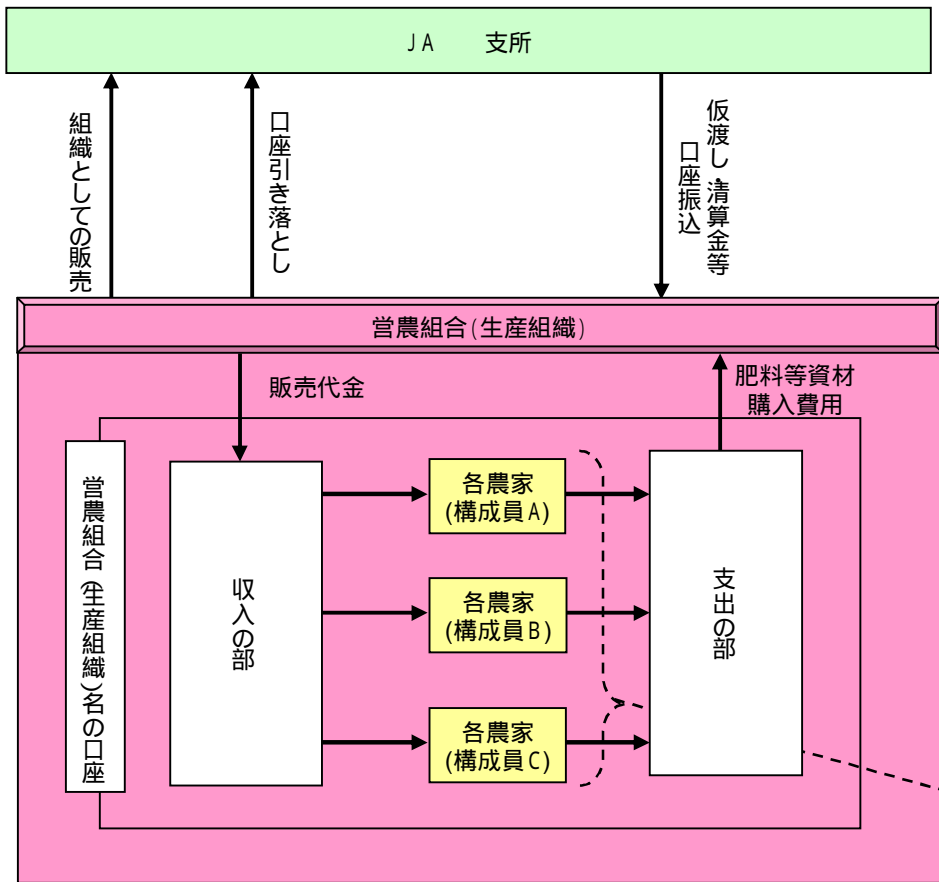 JA 支所
組織としての販売
口座引き落とし
仮渡し・清算金等
口座振込
営農組合(生産組織)
販売代金
肥料等資材
購入費用
営農組合(生産組織)名の口座
収入の部
各農家
(構成員A)
各農家
(構成員B)
各農家
(構成員C)
支出の部